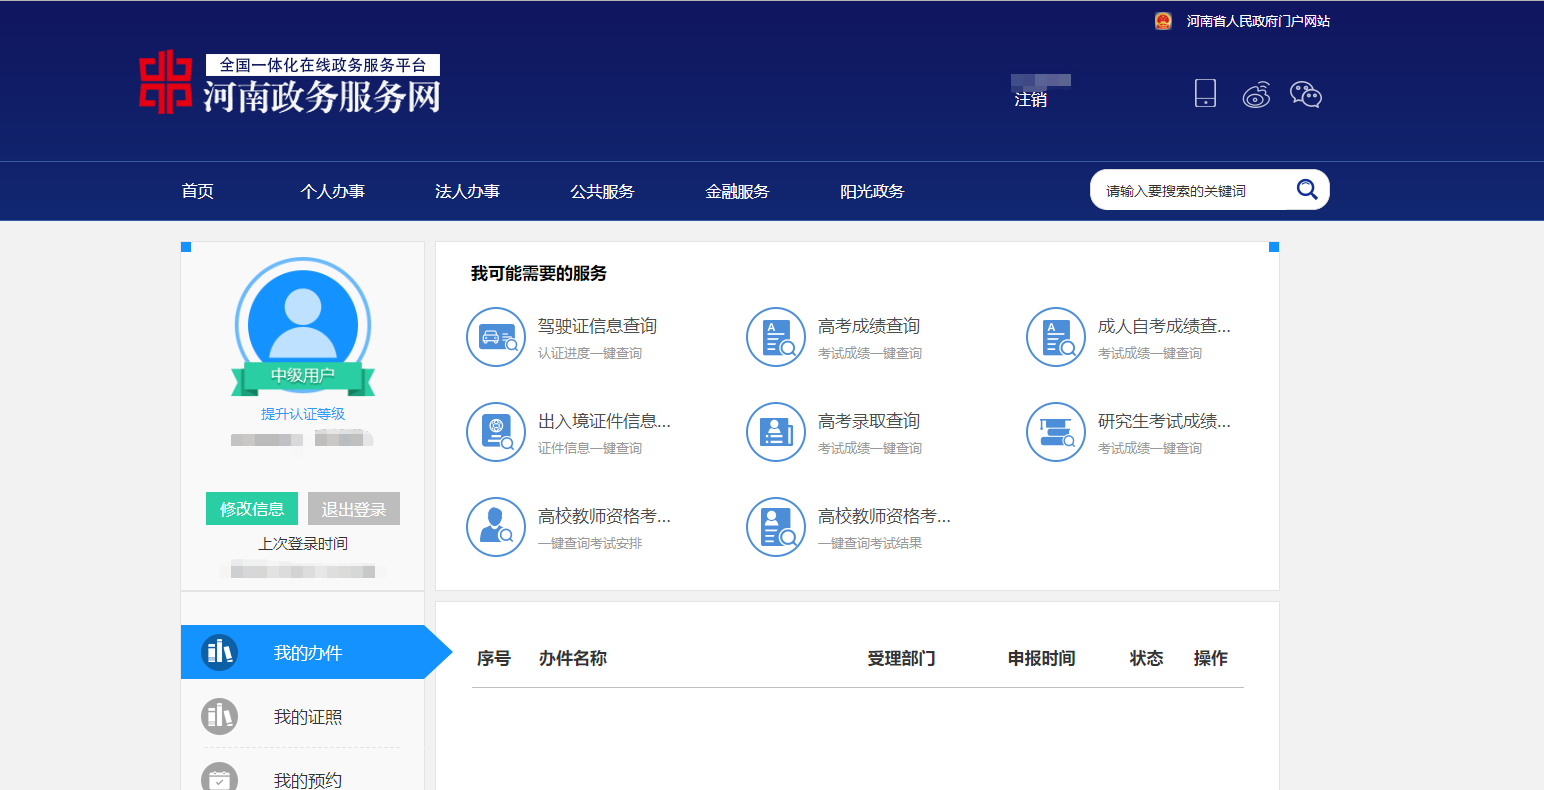 河南省人民政府门户网站
全国一体化在线政务服务平台
河南政务服务网
注销
首页 个人办事 法人办事 公共服务 金融服务 阳光政务 请输入要搜索的关键词
中级用户
提升认证等级
修改信息 退出登录
上次登录时间
我可能需要的服务
驾驶证信息查询
认证进度一键查询
高考成绩查询
考试成绩一键查询
成人自考成绩查...
考试成绩一键查询
出入境证件信息...
证件信息一键查询
高考录取查询
考试成绩一键查询
研究生考试成绩...
考试成绩一键查询
高校教师资格考...
一键查询考试安排
高校教师资格考...
一键查询考试结果
我的办件
我的证照
我的预约
序号 办件名称 受理部门 申报时间 状态 操作